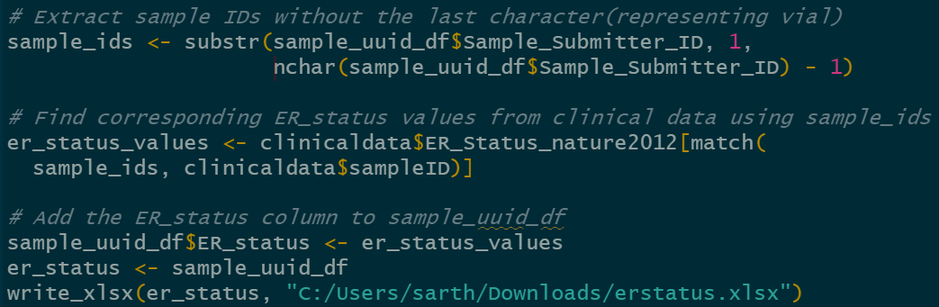 # Extract sample IDs without the last character(representing vial)
sample_ids <- substr(sample_uuid_df$Sample_Submitter_ID, 1,
nchar(sample_uuid_df$Sample_Submitter_ID) - 1)
# Find corresponding ER_status values from clinical data using sample_ids
er_status_values <- clinicaldata$ER_Status_nature2012[match(
sample_ids, clinicaldata$sampleID)]
# Add the ER_status column to sample_uuid_df
sample_uuid_df$ER_status <- er_status_values
er_status <- sample_uuid_df
write_xlsx(er_status, "C:/Users/sarth/Downloads/erstatus.xlsx")